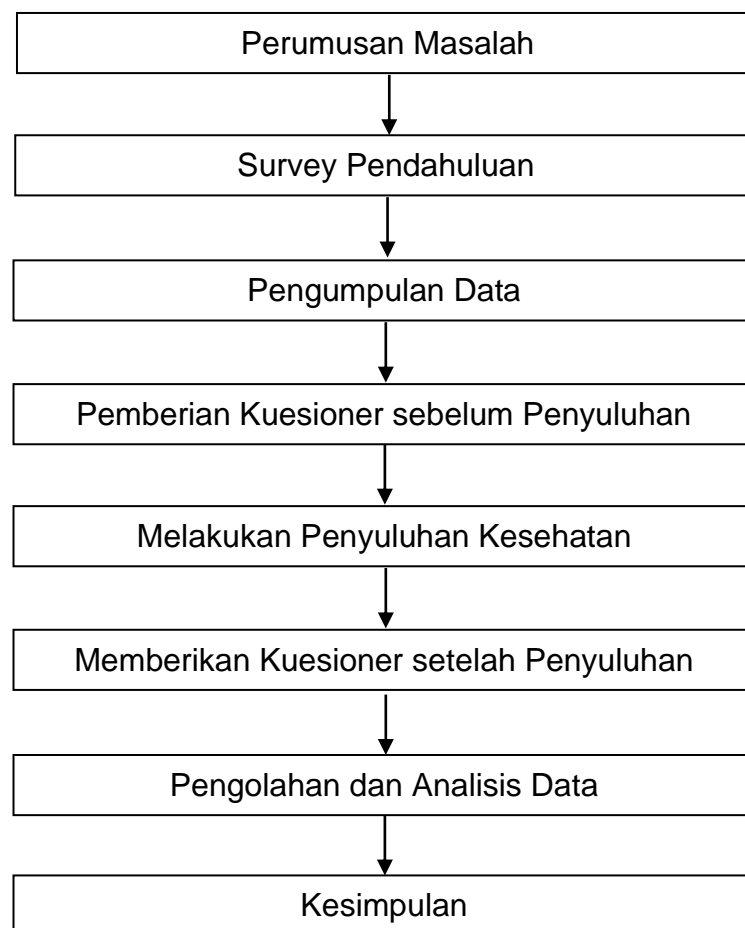 Perumusan Masalah
Survey Pendahuluan
Pengumpulan Data
Pemberian Kuesioner sebelum Penyuluhan
Melakukan Penyuluhan Kesehatan
Memberikan Kuesioner setelah Penyuluhan
Pengolahan dan Analisis Data
Kesimpulan